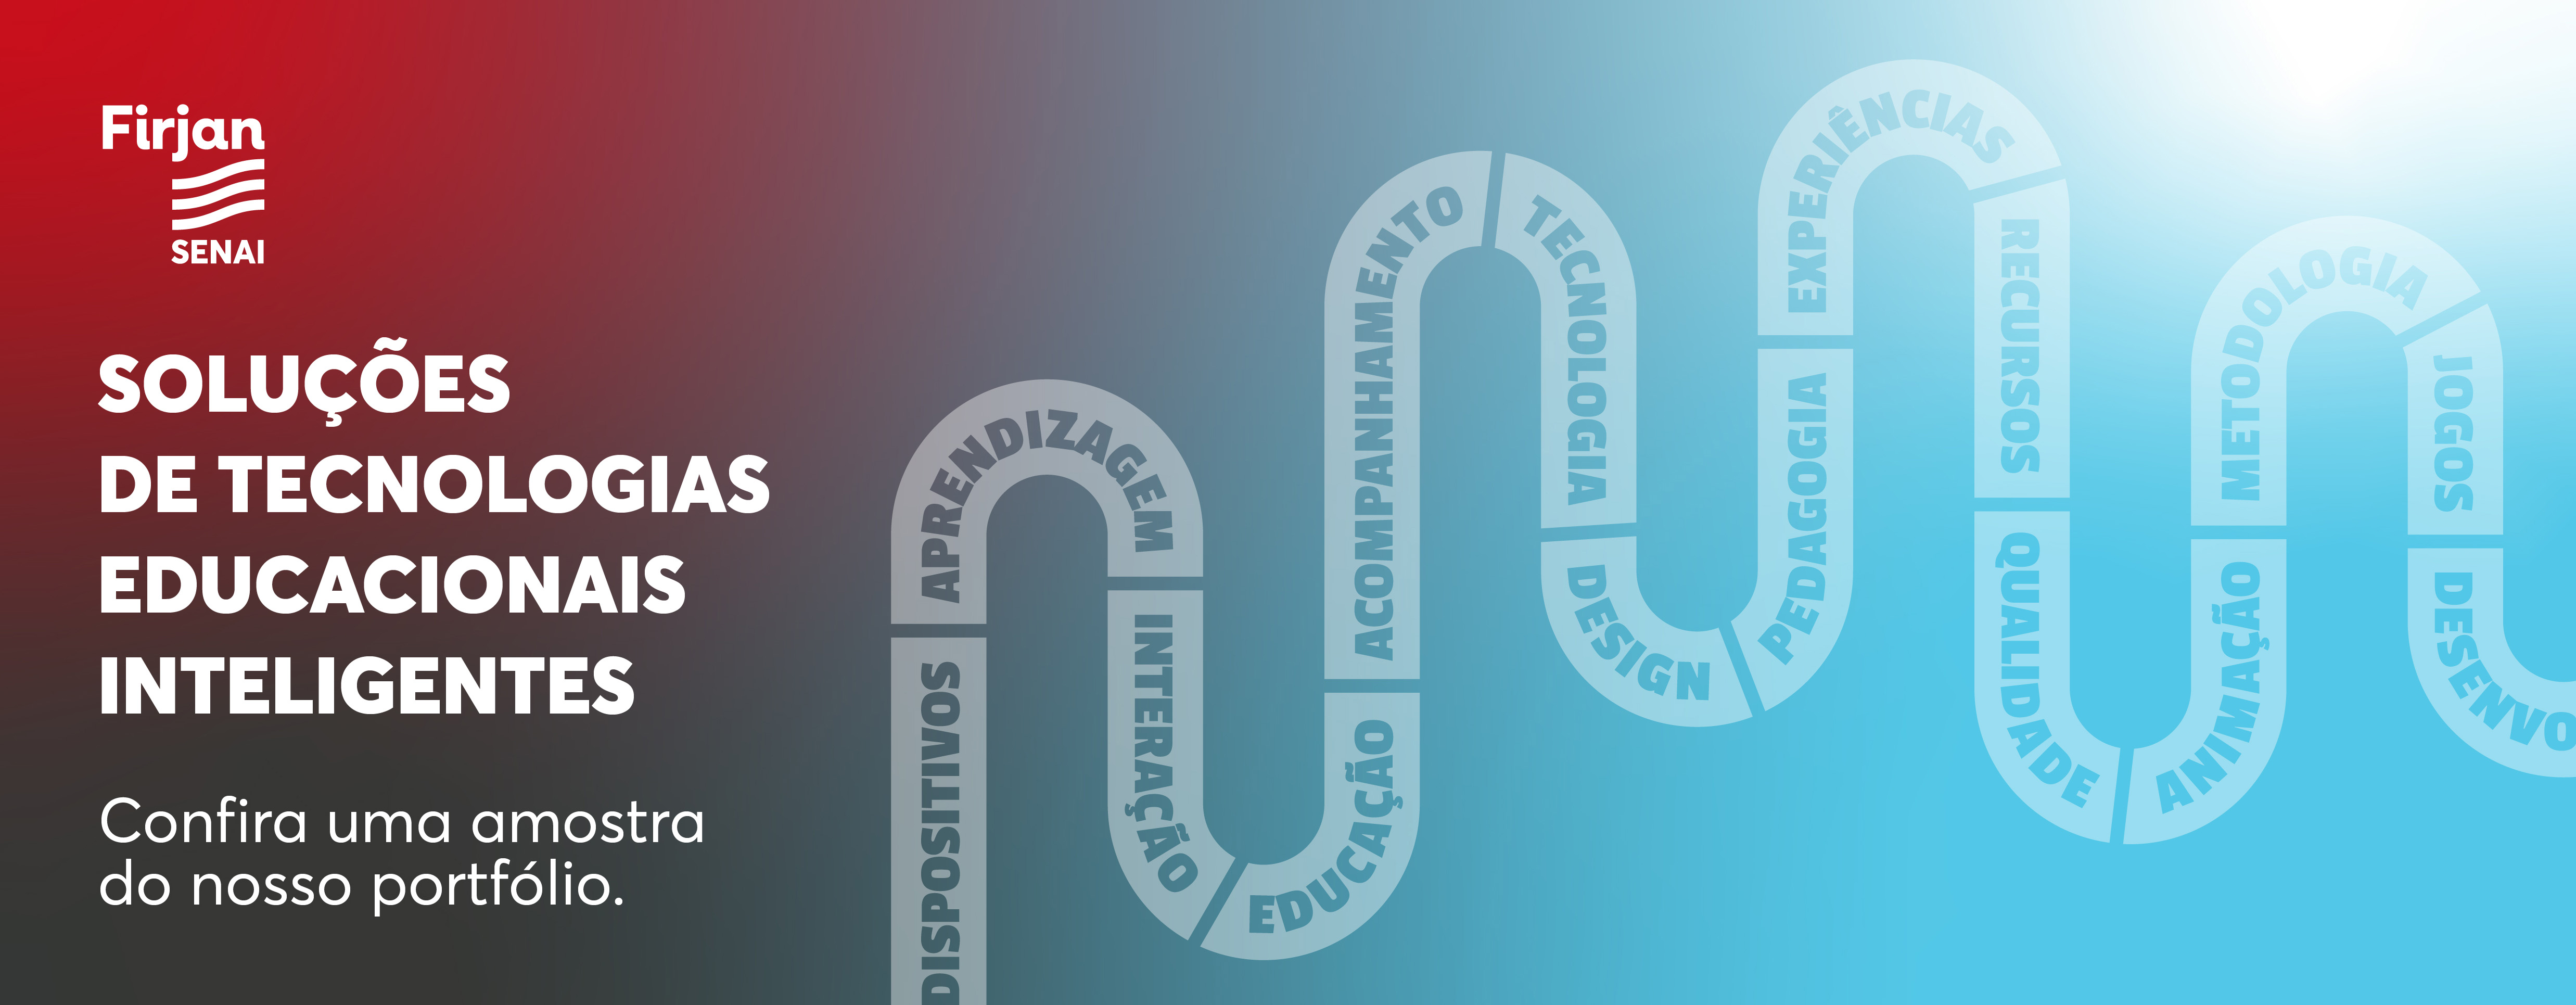 Firjan
SENAI
SOLUÇÕES
DE TECNOLOGIAS
EDUCACIONAIS
INTELIGENTES
Confira uma amostra
do nosso portfólio.
DISPOSITIVOS
APRENDIZAGEM
INTERAÇÃO
EDUCAÇÃO
ACOMPANHAMENTO
TECNOLOGIA
DESIGN
PEDAGOGIA
EXPERIÊNCIAS
RECURSOS
QUALIDADE
ANIMAÇÃO
METODOLOGIA
JOGOS
DESENVO